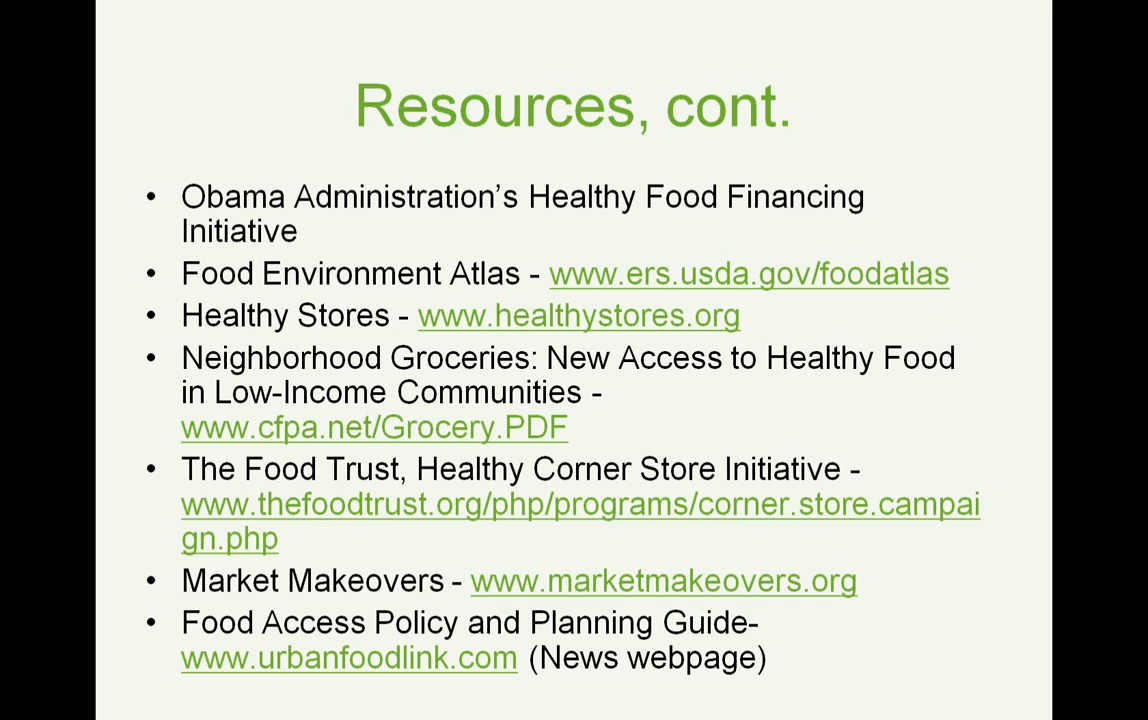 Resources, cont.
• Obama Administration's Healthy Food Financing
Initiative
• Food Environment Atlas - www.ers.usda.gov/foodatlas
• Healthy Stores - www.healthystores.org
• Neighborhood Groceries: New Access to Healthy Food
in Low-Income Communities -
www.cfpa.net/Grocery.PDF
• The Food Trust, Healthy Corner Store Initiative -
www.thefoodtrust.org/php/programs/corner.store.campai
gn.php
• Market Makeovers - www.marketmakeovers.org
• Food Access Policy and Planning Guide-
www.urbanfoodlink.com (News webpage)